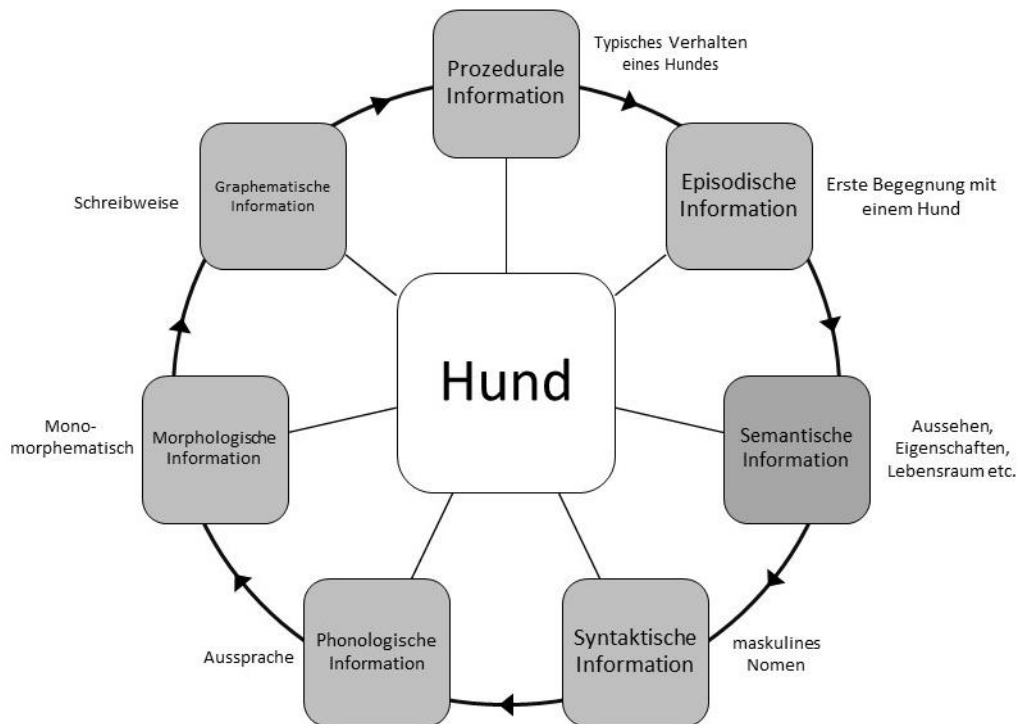 Prozedurale
Information
Typisches Verhalten
eines Hundes
Episodische
Information
Erste Begegnung mit
einem Hund
Semantische
Information
Aussehen,
Eigenschaften,
Lebensraum etc.
Syntaktische
Information
maskulines
Nomen
Phonologische
Information
Aussprache
Morphologische
Information
Mono-
morphematisch
Graphematische
Information
Schreibweise
Hund